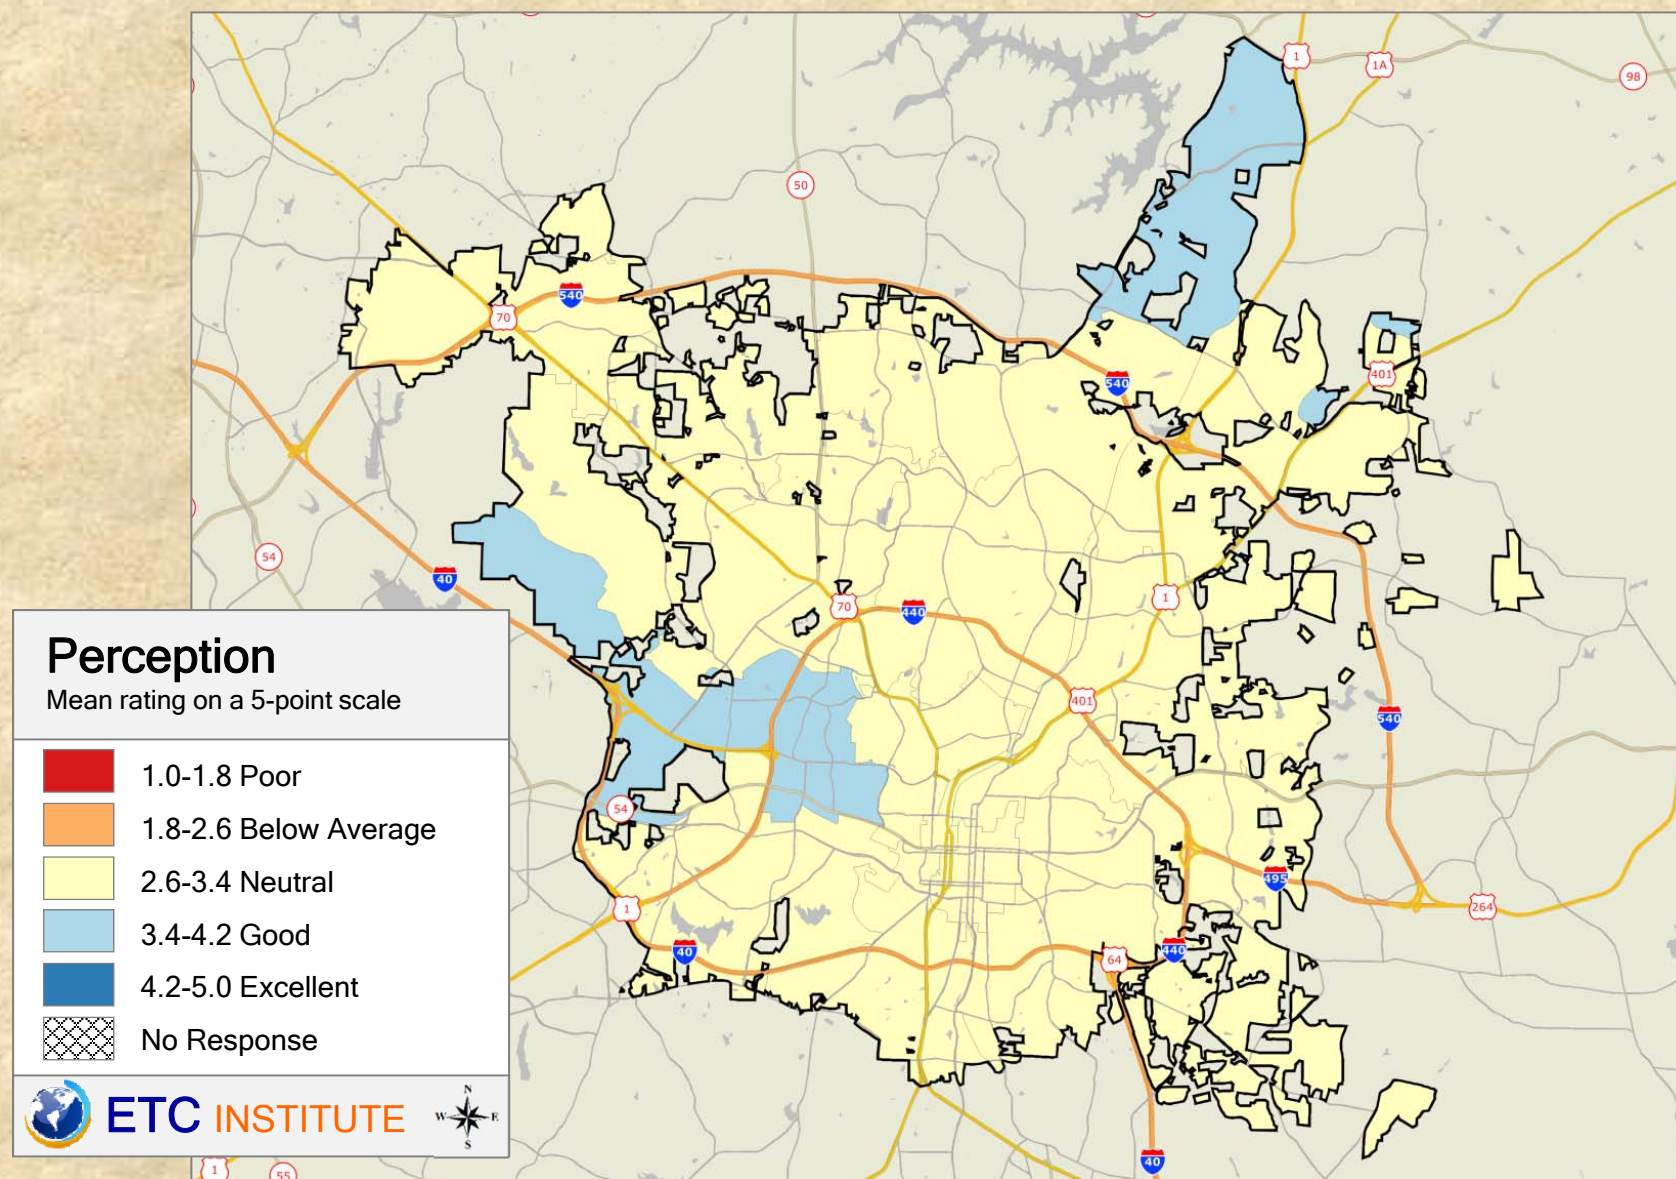 1
1A
98
50
540
70
401
540
54
40
70
440
1
401
540
54
495
1
264
40
64
440
40
1
55
Perception
Mean rating on a 5-point scale
1.0-1.8 Poor
1.8-2.6 Below Average
2.6-3.4 Neutral
3.4-4.2 Good
4.2-5.0 Excellent
No Response
ETC INSTITUTE
N
W E
S